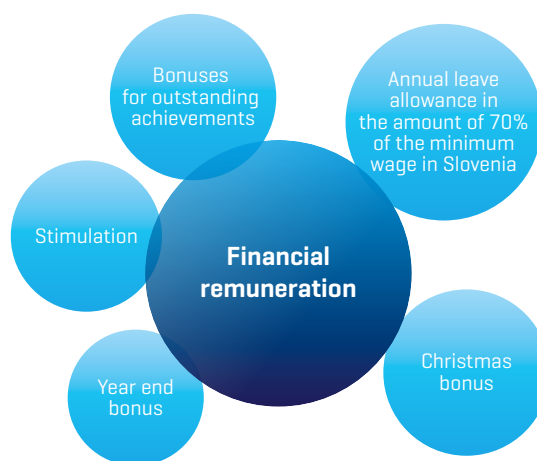 Bonuses
for outstanding
achievements
Annual leave
allowance in
the amount of 70%
of the minimum
wage in Slovenia
Stimulation
Financial
remuneration
Year end
bonus
Christmas
bonus